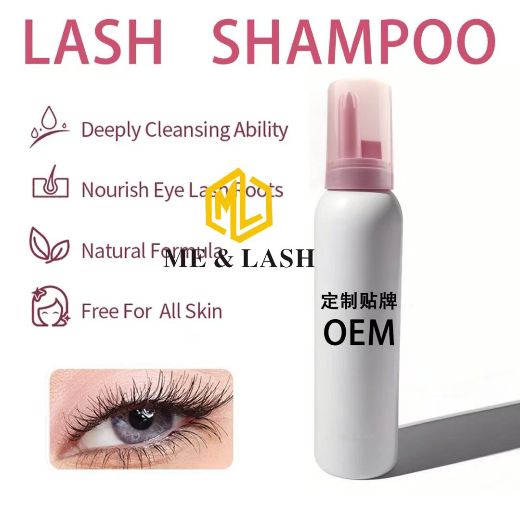 LASH SHAMPOO
Deeply Cleansing Ability
Nourish Eye Lash Roots
Natural Formula
ML
ME & LASH
Free For All Skin
定制贴牌
OEM